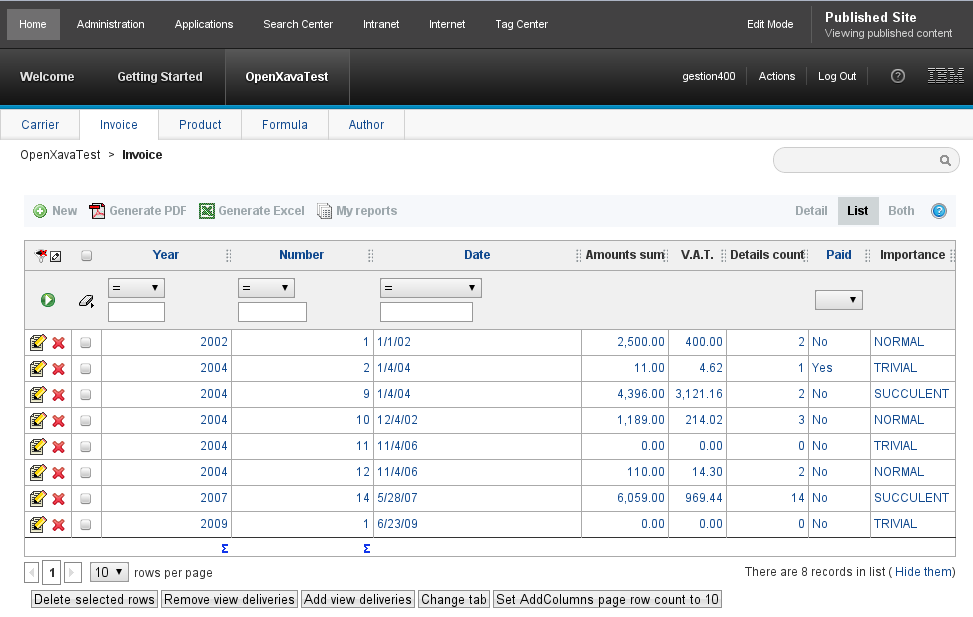 Home Administration Applications Search Center Intranet Internet Tag Center Edit Mode Published Site
Viewing published content
Welcome Getting Started OpenXavaTest gestion400 Actions Log Out ? IBM
Carrier Invoice Product Formula Author
OpenXavaTest > Invoice
New Generate PDF Generate Excel My reports Detail List Both ?
Year Number Date Amounts sum V.A.T. Details count Paid Importance
= = =
2002 1 1/1/02 2,500.00 400.00 2 No NORMAL
2004 2 1/4/04 11.00 4.62 1 Yes TRIVIAL
2004 9 1/4/04 4,396.00 3,121.16 2 No SUCCULENT
2004 10 12/4/02 1,189.00 214.02 3 No NORMAL
2004 11 11/4/06 0.00 0.00 0 No TRIVIAL
2004 12 11/4/06 110.00 14.30 2 No NORMAL
2007 14 5/28/07 6,059.00 969.44 14 No SUCCULENT
2009 1 6/23/09 0.00 0.00 0 No TRIVIAL
Σ Σ
1 10 rows per page There are 8 records in list ( Hide them)
Delete selected rows Remove view deliveries Add view deliveries Change tab Set AddColumns page row count to 10